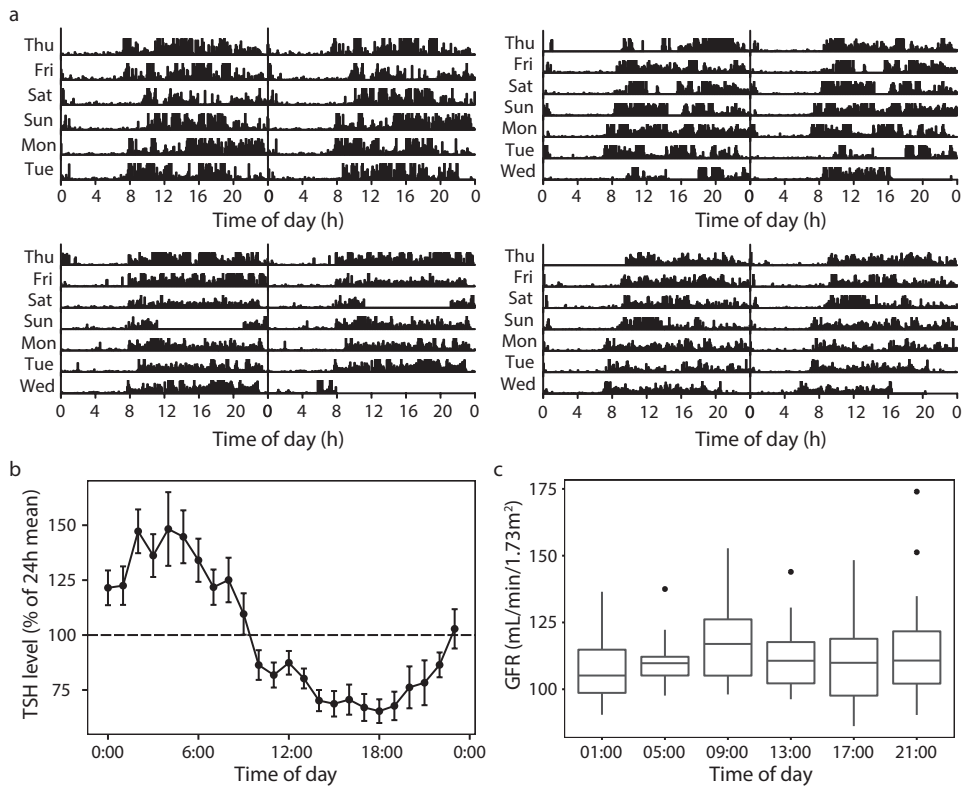 a
Thu
Fri
Sat
Sun
Mon
Tue
0 4 8 12 16 20 0 4 8 12 16 20 0
Time of day (h)
Thu
Fri
Sat
Sun
Mon
Tue
Wed
0 4 8 12 16 20 0 0 4 8 12 16 20 0
Time of day (h)
Thu
Fri
Sat
Sun
Mon
Tue
Wed
0 4 8 12 16 20 0 4 8 12 16 20 0
Time of day (h)
Thu
Fri
Sat
Sun
Mon
Tue
Wed
0 4 8 12 16 20 0 0 4 8 12 16 20 0
Time of day (h)
b
TSH level (% of 24h mean)
150
125
100
75
0:00 6:00 12:00 18:00 00:00
Time of day
c
GFR (mL/min/1.73m²)
175
150
125
100
01:00 05:00 09:00 13:00 17:00 21:00
Time of day